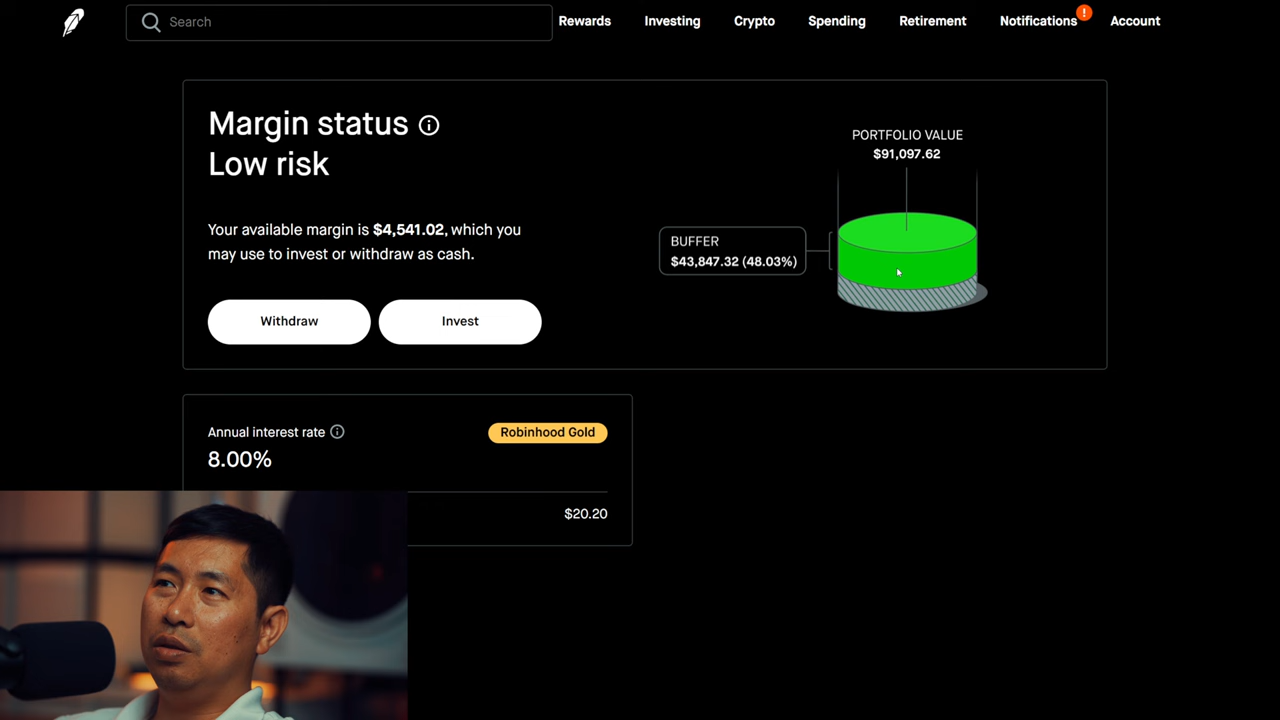 Search
Rewards
Investing
Crypto
Spending
Retirement
Notifications !
Account
Margin status
Low risk
Your available margin is $4,541.02, which you
may use to invest or withdraw as cash.
Withdraw
Invest
PORTFOLIO VALUE
$91,097.62
BUFFER
$43,847.32 (48.03%)
Annual interest rate
Robinhood Gold
8.00%
$20.20